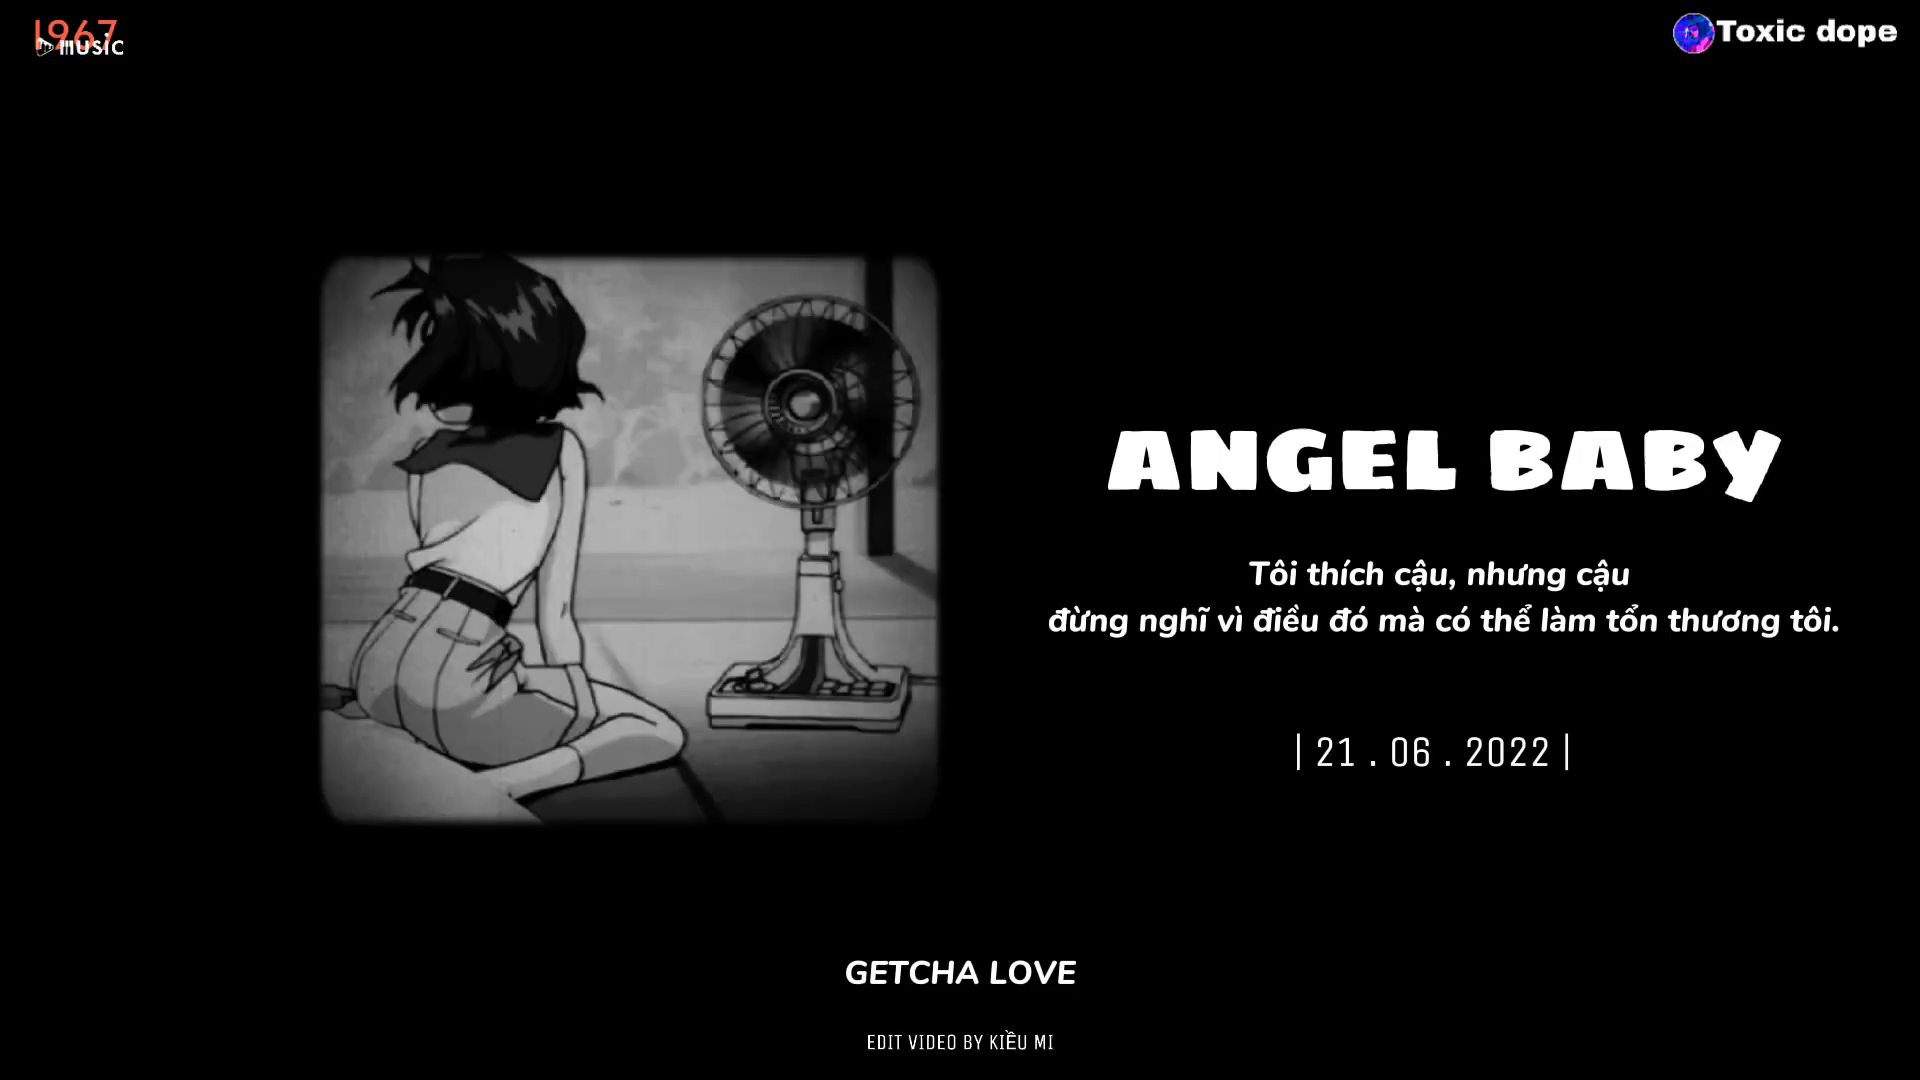 1967
music
Toxic dope
ANGEL BABY
Tôi thích cậu, nhưng cậu
đừng nghĩ vì điều đó mà có thể làm tổn thương tôi.
| 21 . 06 . 2022 |
GETCHA LOVE
EDIT VIDEO BY KIỀU MI